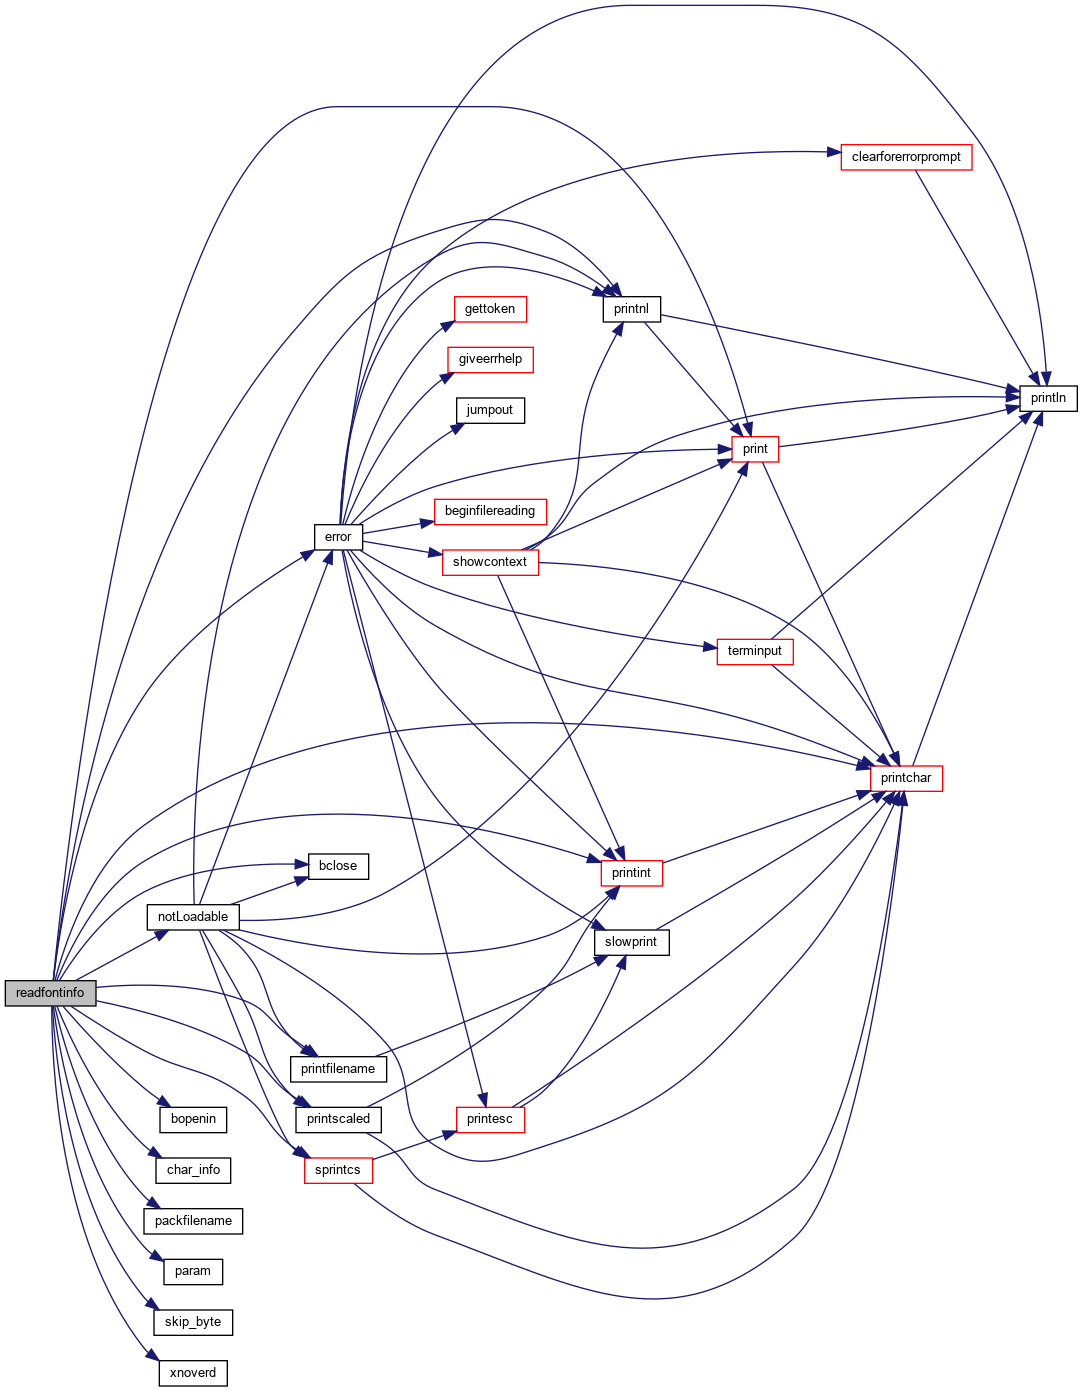 clearforerrorprompt
gettoken
printnl
giveerrhelp
println
jumpout
print
beginfilereading
error
showcontext
terminput
printchar
bclose
printint
notLoadable
slowprint
readfontinfo
printfilename
bopenin
printscaled
printesc
char_info
sprintcs
packfilename
param
skip_byte
xnoverd